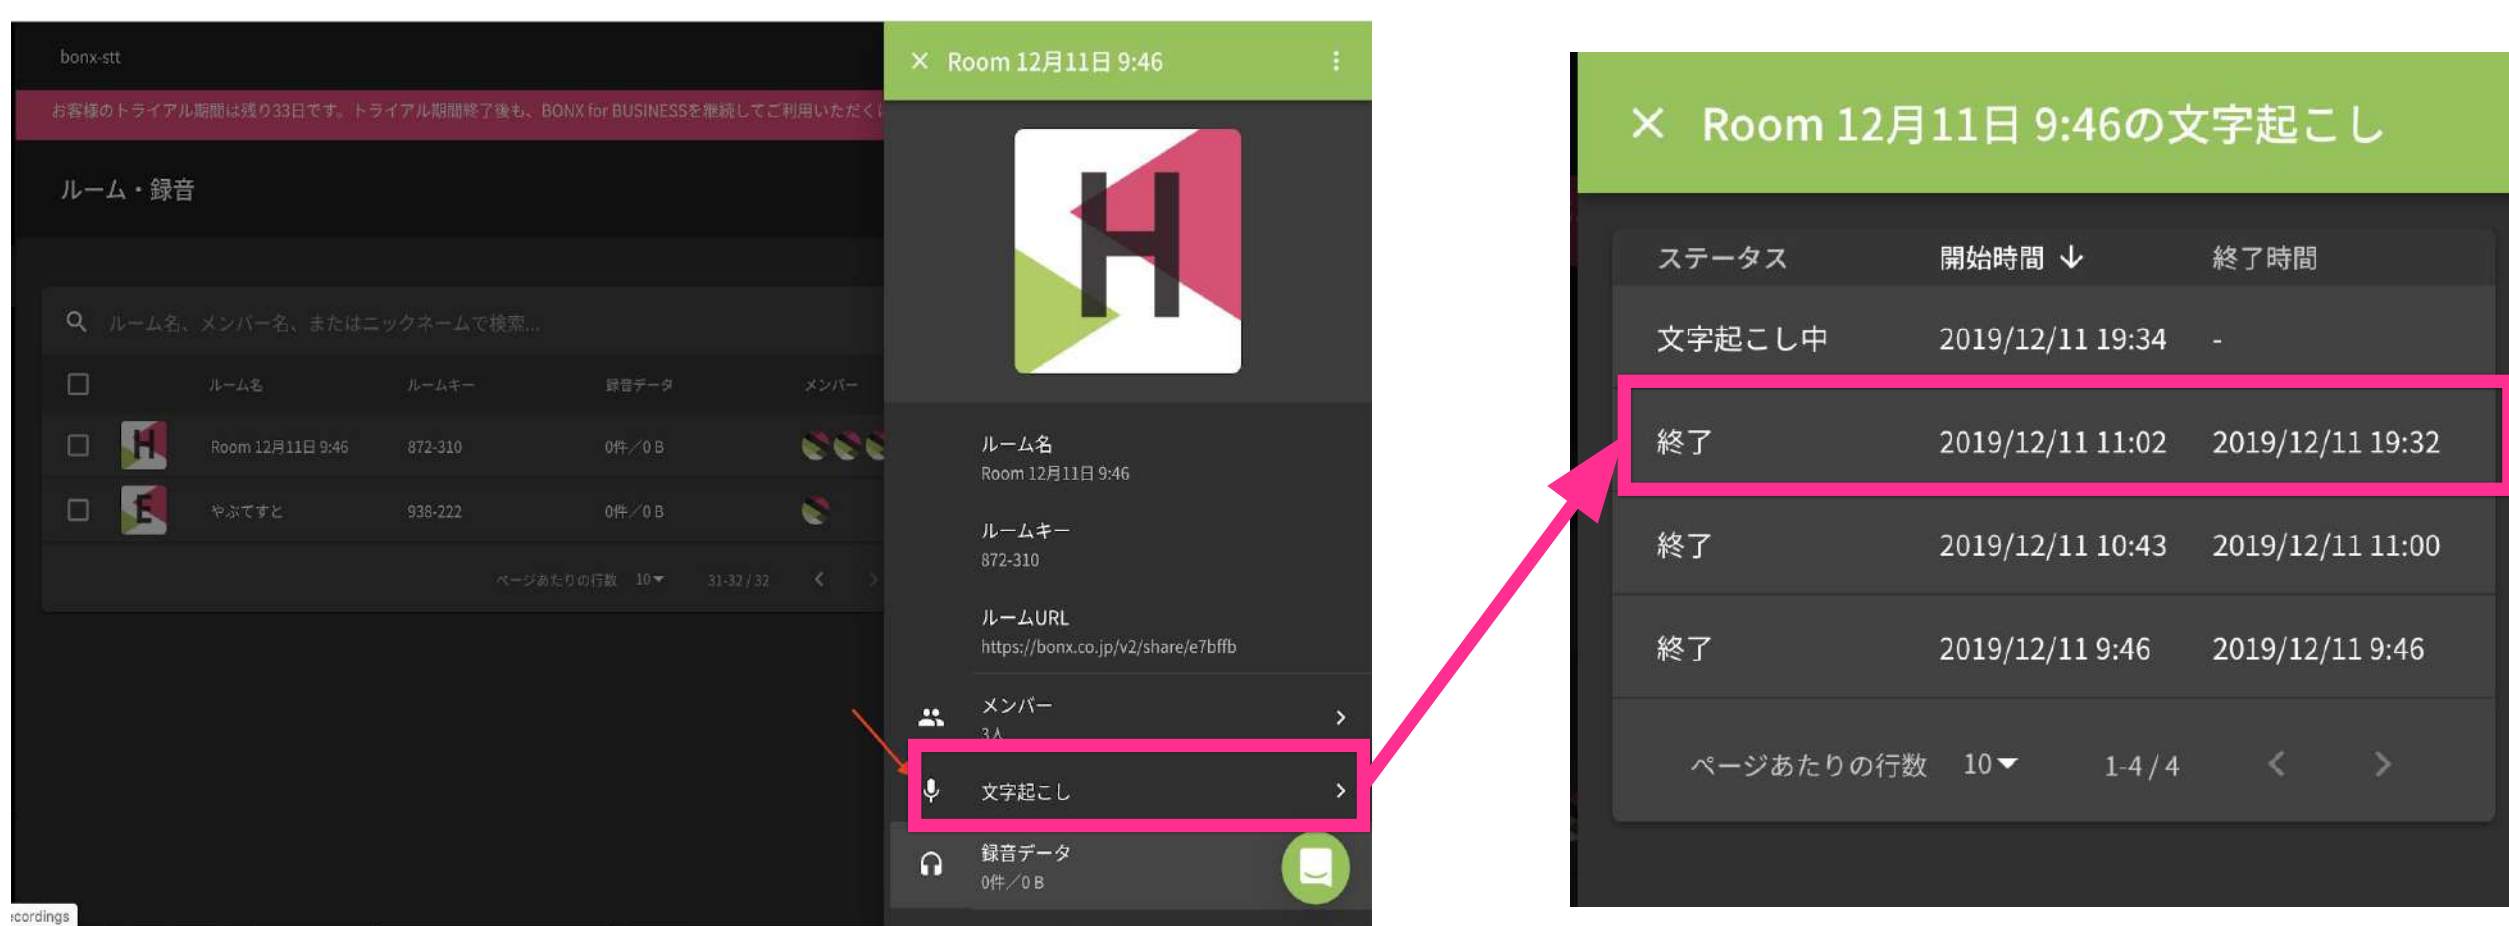 bonx-stt
お客様のトライアル期間は残り33日です。トライアル期間終了後も、BONX for BUSINESSを継続してご利用いただくに
ルーム・録音
ルーム名、メンバー名、またはニックネームで検索...
ルーム名 ルームキー 録音データ メンバー
H Room 12月11日 9:46 872-310 0件／0 B
E やぶてすと 938-222 0件／0 B
ページあたりの行数 10 31-32 / 32
ecordings
Room 12月11日 9:46
H
ルーム名
Room 12月11日 9:46
ルームキー
872-310
ルームURL
https://bonx.co.jp/v2/share/e7bffb
メンバー
3人
文字起こし
録音データ
0件／0 B
Room 12月11日 9:46の文字起こし
ステータス 開始時間 終了時間
文字起こし中 2019/12/11 19:34 -
終了 2019/12/11 11:02 2019/12/11 19:32
終了 2019/12/11 10:43 2019/12/11 11:00
終了 2019/12/11 9:46 2019/12/11 9:46
ページあたりの行数 10 1-4 / 4